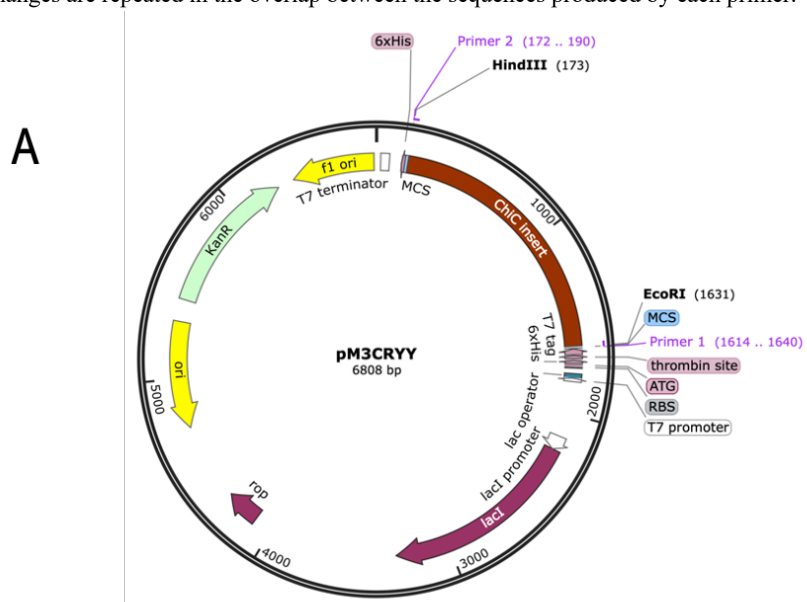 anges are repeated in the overlap between the sequences produced by each primer.
A
6xHis
Primer 2 (172 .. 190)
HindIII (173)
f1 ori
T7 terminator
MCS
6000
KanR
ChiC insert
1000
EcoRI (1631)
MCS
Primer 1 (1614 .. 1640)
thrombin site
ATG
RBS
T7 promoter
T7 tag
6xHis
pM3CRYY
6808 bp
ori
5000
lac operator
2000
lacI promoter
lacI
rop
4000
3000